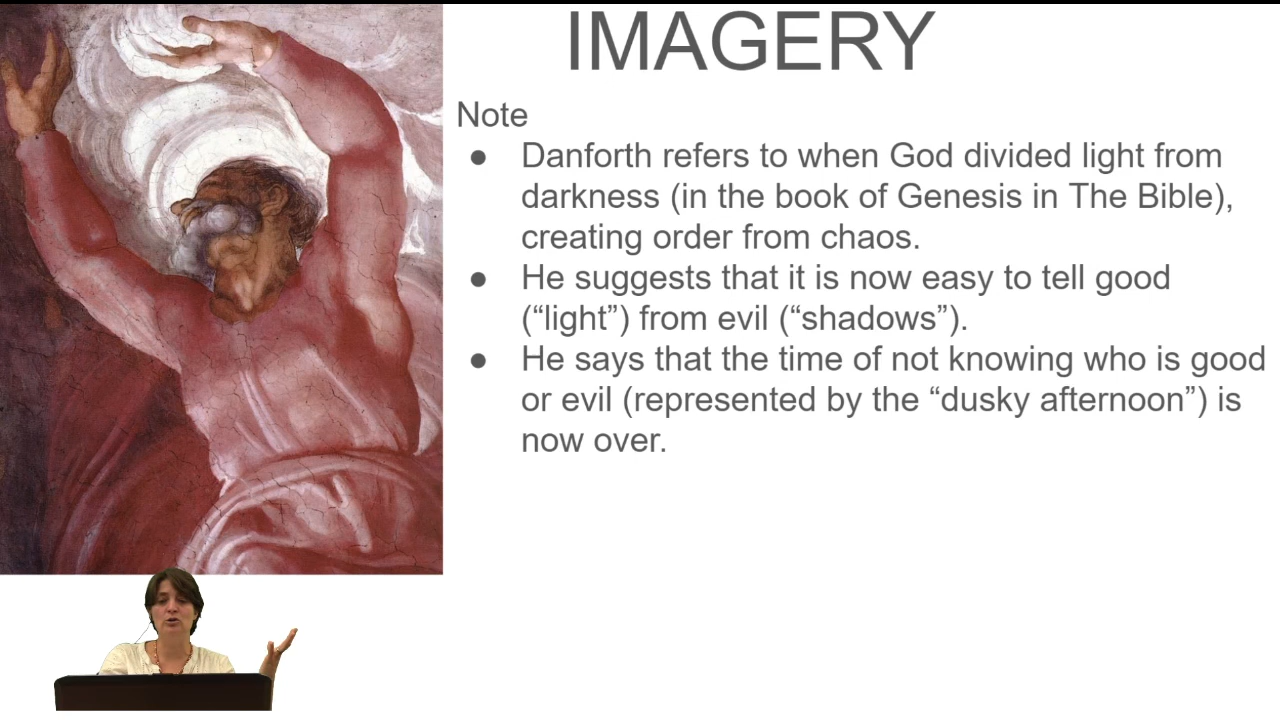 IMAGERY
Note
● Danforth refers to when God divided light from
darkness (in the book of Genesis in The Bible),
creating order from chaos.
● He suggests that it is now easy to tell good
(“light”) from evil (“shadows”).
● He says that the time of not knowing who is good
or evil (represented by the “dusky afternoon”) is
now over.